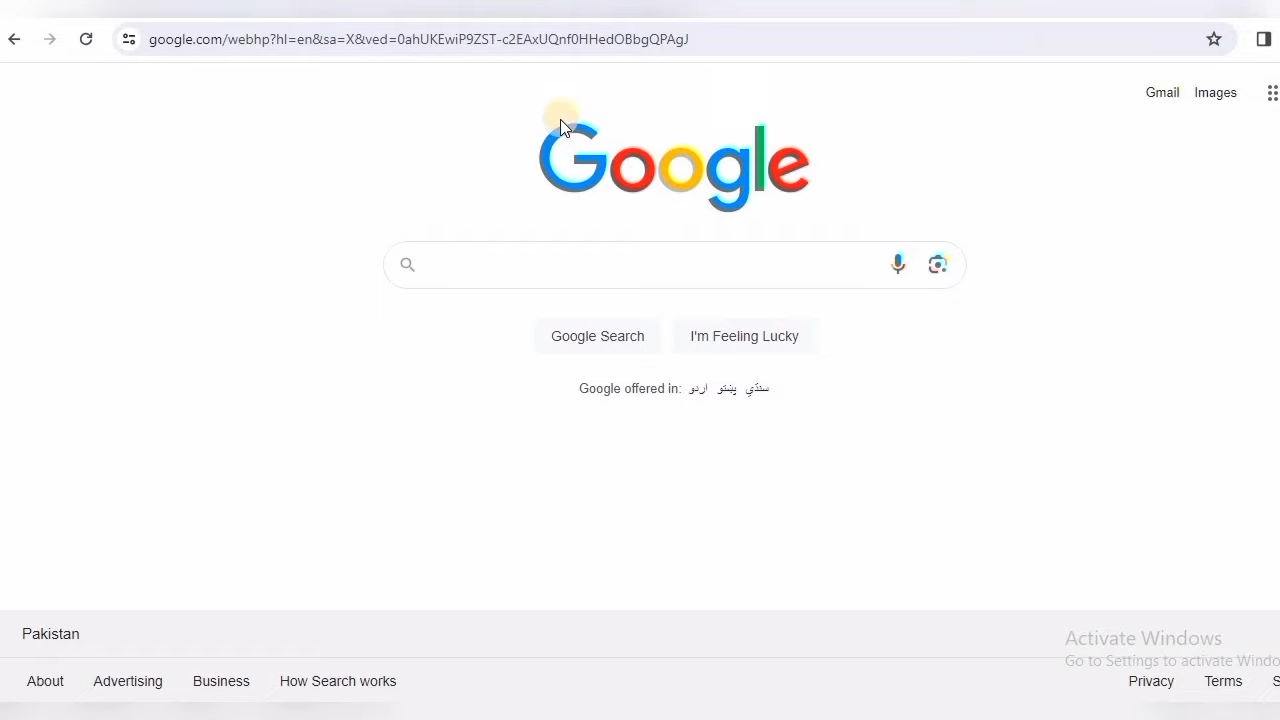 google.com/webhp?hl=en&sa=X&ved=0ahUKEwiP9ZST-c2EAxUQnf0HHedOBbgQPAgJ
Gmail Images
Google
Google Search I'm Feeling Lucky
Google offered in: اردو پښتو سنڌي
Pakistan
Activate Windows
Go to Settings to activate Windo
About Advertising Business How Search works Privacy Terms S